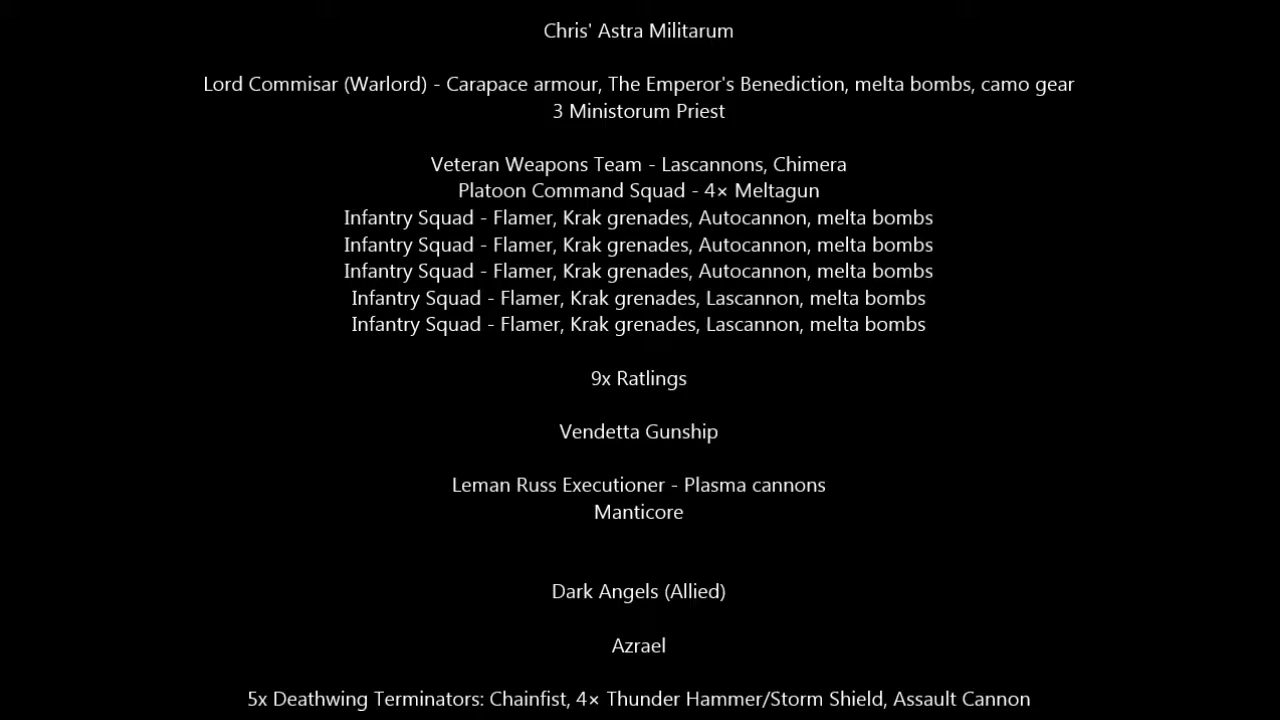 Chris' Astra Militarum
Lord Commisar (Warlord) - Carapace armour, The Emperor's Benediction, melta bombs, camo gear
3 Ministorum Priest
Veteran Weapons Team - Lascannons, Chimera
Platoon Command Squad - 4× Meltagun
Infantry Squad - Flamer, Krak grenades, Autocannon, melta bombs
Infantry Squad - Flamer, Krak grenades, Autocannon, melta bombs
Infantry Squad - Flamer, Krak grenades, Autocannon, melta bombs
Infantry Squad - Flamer, Krak grenades, Lascannon, melta bombs
Infantry Squad - Flamer, Krak grenades, Lascannon, melta bombs
9x Ratlings
Vendetta Gunship
Leman Russ Executioner - Plasma cannons
Manticore
Dark Angels (Allied)
Azrael
5x Deathwing Terminators: Chainfist, 4× Thunder Hammer/Storm Shield, Assault Cannon